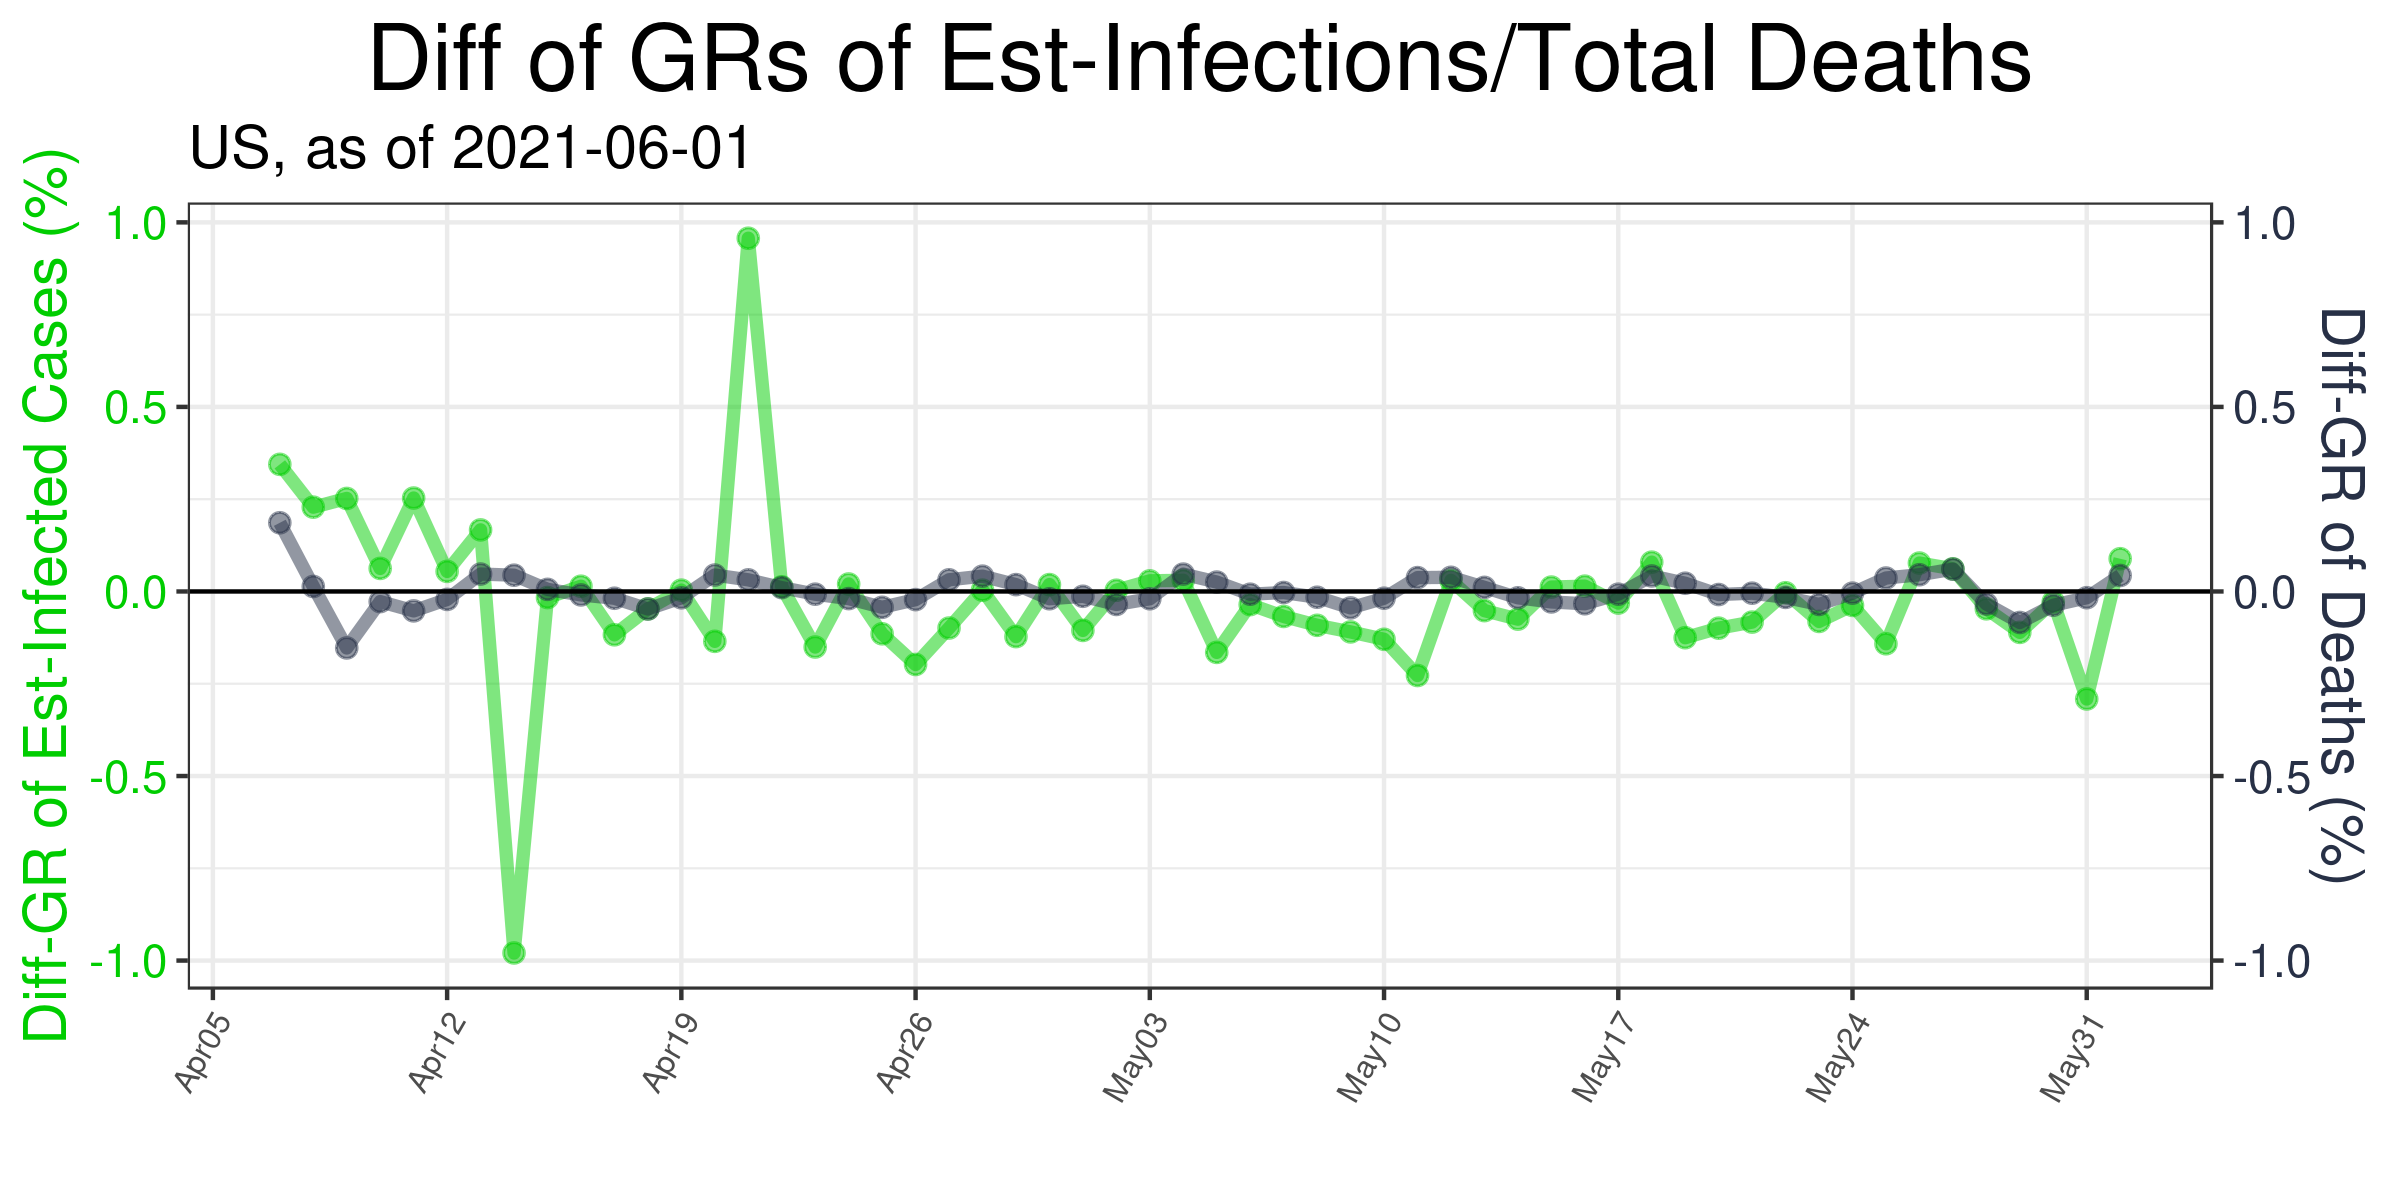 Diff of GRs of Est-Infections/Total Deaths
US, as of 2021-06-01
Diff-GR of Est-Infected Cases (%)
1.0
0.5
0.0
-0.5
-1.0
1.0
0.5
0.0
-0.5
-1.0
Diff-GR of Deaths (%)
Apr05
Apr12
Apr19
Apr26
May03
May10
May17
May24
May31